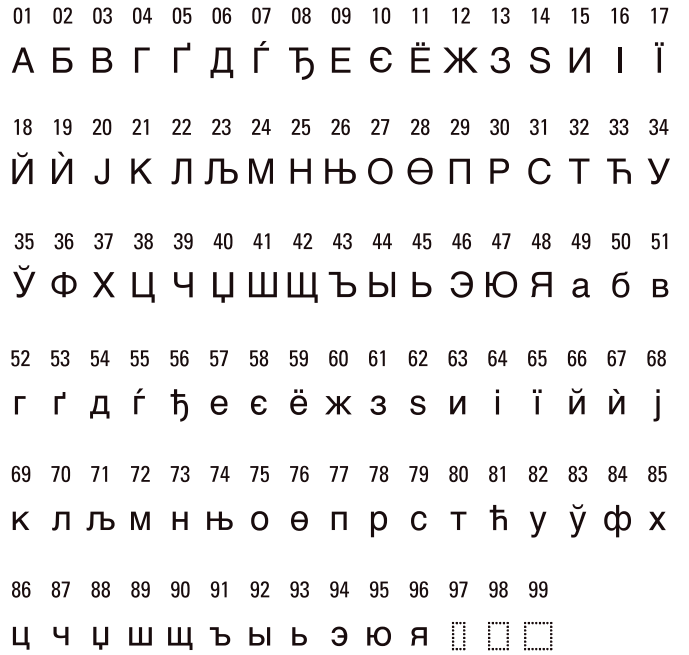 01 02 03 04 05 06 07 08 09 10 11 12 13 14 15 16 17
А Б В Г Ґ Д Ѓ Ђ Е Є Ё Ж З Ѕ И І Ї
18 19 20 21 22 23 24 25 26 27 28 29 30 31 32 33 34
Й Ѝ Ј К Л Љ М Н Њ О Ө П Р С Т Ћ У
35 36 37 38 39 40 41 42 43 44 45 46 47 48 49 50 51
Ў Ф Х Ц Ч Џ Ш Щ Ъ Ы Ь Э Ю Я а б в
52 53 54 55 56 57 58 59 60 61 62 63 64 65 66 67 68
г ґ д ѓ ђ е є ё ж з ѕ и і ї й ѝ ј
69 70 71 72 73 74 75 76 77 78 79 80 81 82 83 84 85
к л љ м н њ о ө п р с т ћ у ў ф х
86 87 88 89 90 91 92 93 94 95 96 97 98 99
ц ч џ ш щ ъ ы ь э ю я